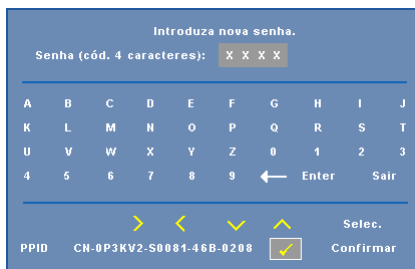 Introduza nova senha.
Senha (cód. 4 caracteres): X X X X
A B C D E F G H I J
K L M N O P Q R S T
U V W X Y Z 0 1 2 3
4 5 6 7 8 9 Enter Sair
Selec.
PPID CN-0P3KV2-S0081-46B-0208 Confirmar